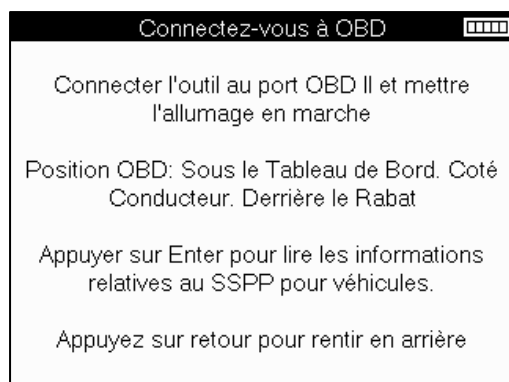 Connectez-vous à OBD
Connecter l'outil au port OBD II et mettre
l'allumage en marche
Position OBD: Sous le Tableau de Bord. Coté
Conducteur. Derrière le Rabat
Appuyer sur Enter pour lire les informations
relatives au SSPP pour véhicules.
Appuyez sur retour pour rentir en arrière